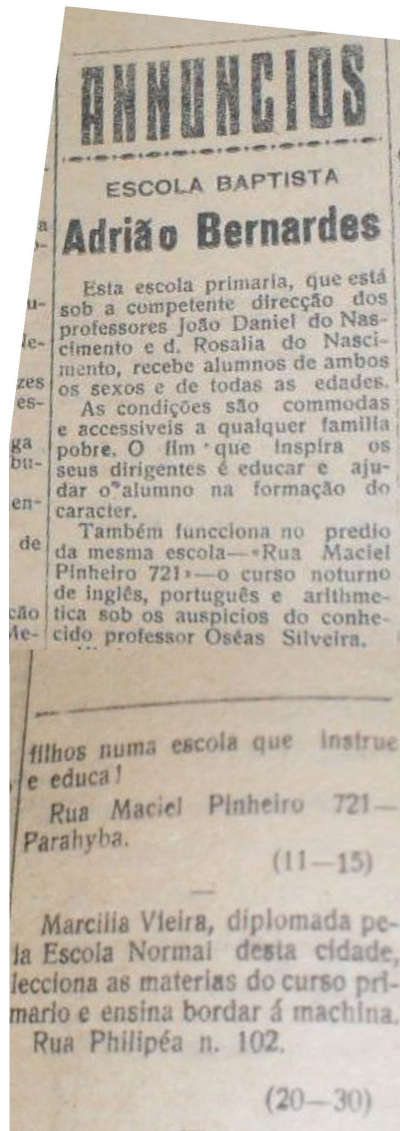 ANNUNCIOS
ESCOLA BAPTISTA
Adrião Bernardes
Esta escola primaria, que está
sob a competente direcção dos
professores João Daniel do Nas-
cimento e d. Rosalia do Nasci-
mento, recebe alumnos de ambos
os sexos e de todas as edades.
As condições são commodas
e accessiveis a qualquer familia
pobre. O fim que inspira os
seus dirigentes é educar e aju-
dar o alumno na formação do
caracter.
Também funcciona no predio
da mesma escola—«Rua Maciel
Pinheiro 721»—o curso noturno
de inglês, português e arithme-
tica sob os auspicios do conhe-
cido professor Oséas Silveira.
filhos numa escola que instrue
e educa!
Rua Maciel Pinheiro 721—
Parahyba.
(11—15)
Marcilia Vieira, diplomada pe-
la Escola Normal desta cidade,
lecciona as materias do curso pri-
mario e ensina bordar á machina.
Rua Philipéa n. 102.
(20—30)